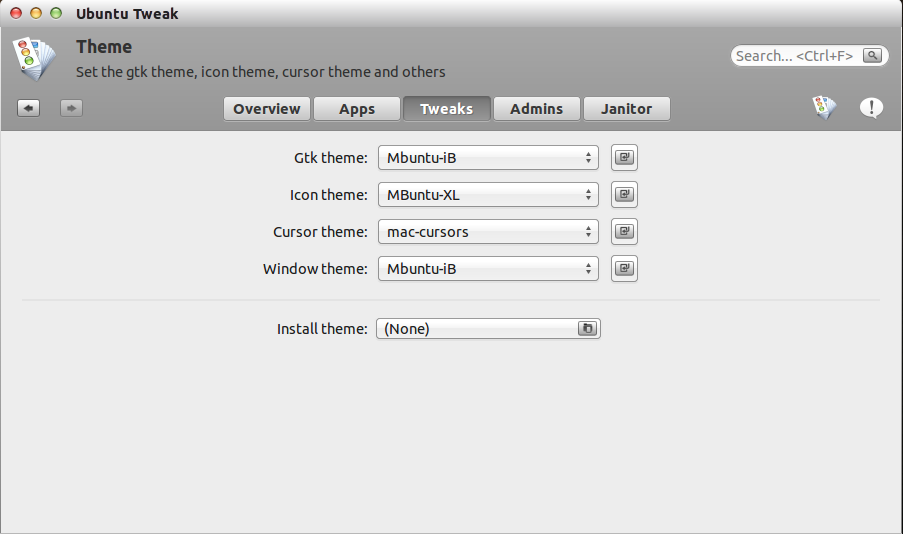 Ubuntu Tweak
Theme
Set the gtk theme, icon theme, cursor theme and others
Search... <Ctrl+F>
Overview Apps Tweaks Admins Janitor
Gtk theme: Mbuntu-iB
Icon theme: MBuntu-XL
Cursor theme: mac-cursors
Window theme: Mbuntu-iB
Install theme: (None)